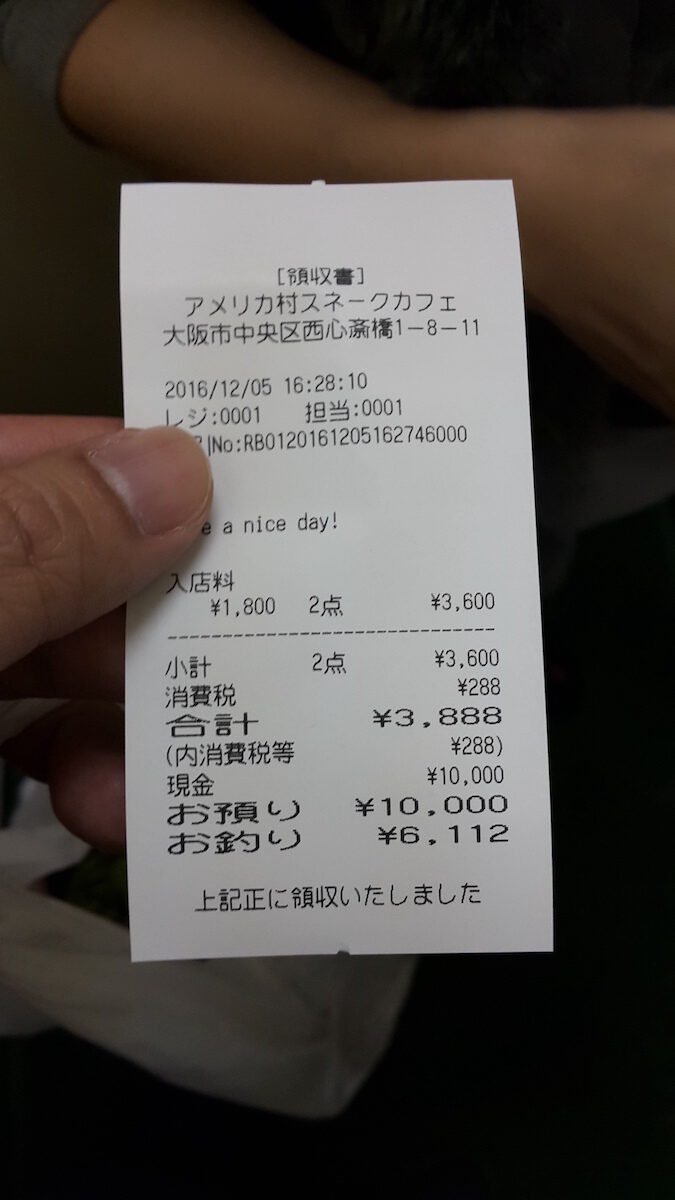 [領収書]
アメリカ村スネークカフェ
大阪市中央区西心斎橋1-8-11
2016/12/05 16:28:10
レジ:0001 担当:0001
No:RB0120161205162746000
a nice day!
入店料
¥1,800 2点 ¥3,600
小計 2点 ¥3,600
消費税 ¥288
合計 ¥3,888
(内消費税等 ¥288)
現金 ¥10,000
お預り ¥10,000
お釣り ¥6,112
上記正に領収いたしました